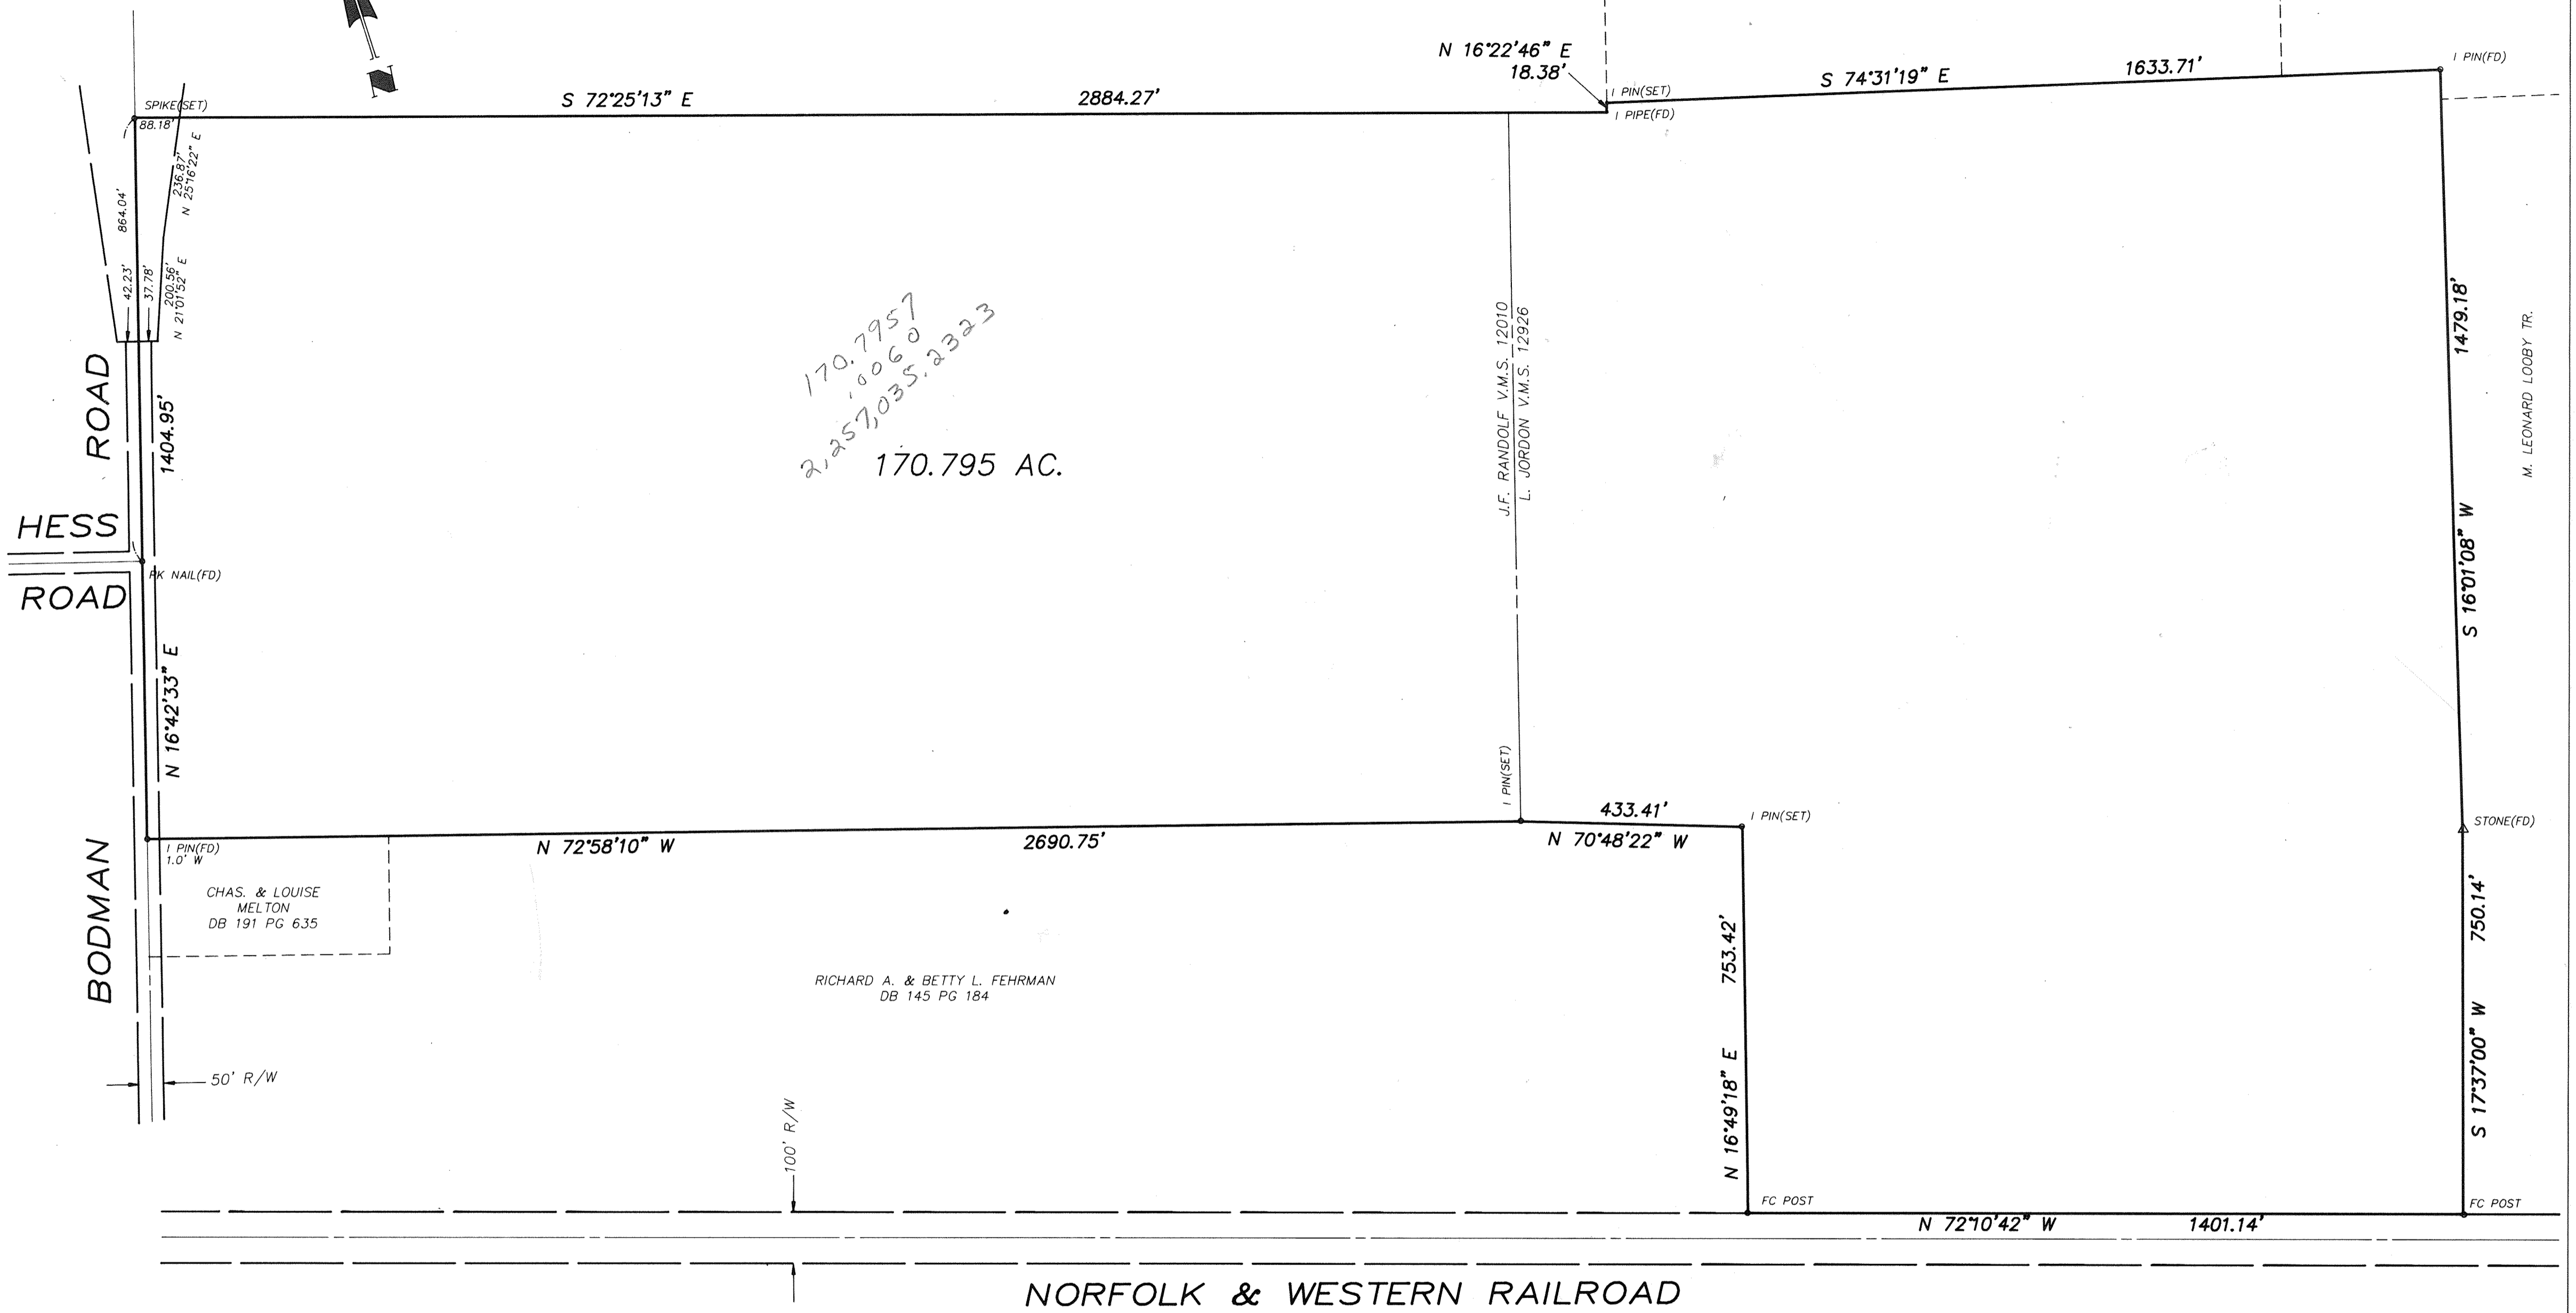 N
N 16°22'46" E
18.38'
S 72°25'13" E
2884.27'
S 74°31'19" E
1633.71'
I PIN(FD)
SPIKE(SET)
88.18'
I PIN(SET)
I PIPE(FD)
236.87'
N 25°16'22" E
864.04'
42.23'
37.78'
200.56'
N 21°01'52" E
ROAD
1404.95'
HESS
ROAD
PK NAIL(FD)
N 16°42'33" E
170.7957
.0060
2,257,035.2323
170.795 AC.
J.F. RANDOLF V.M.S. 12010
L. JORDON V.M.S. 12926
I PIN(SET)
1479.18'
S 16°01'08" W
M. LEONARD LOOBY TR.
433.41'
N 70°48'22" W
I PIN(SET)
STONE(FD)
I PIN(FD)
1.0' W
N 72°58'10" W
2690.75'
BODMAN
CHAS. & LOUISE
MELTON
DB 191 PG 635
RICHARD A. & BETTY L. FEHRMAN
DB 145 PG 184
753.42'
N 16°49'18" E
750.14'
S 17°37'00" W
50' R/W
100' R/W
FC POST
FC POST
N 72°10'42" W
1401.14'
NORFOLK & WESTERN RAILROAD